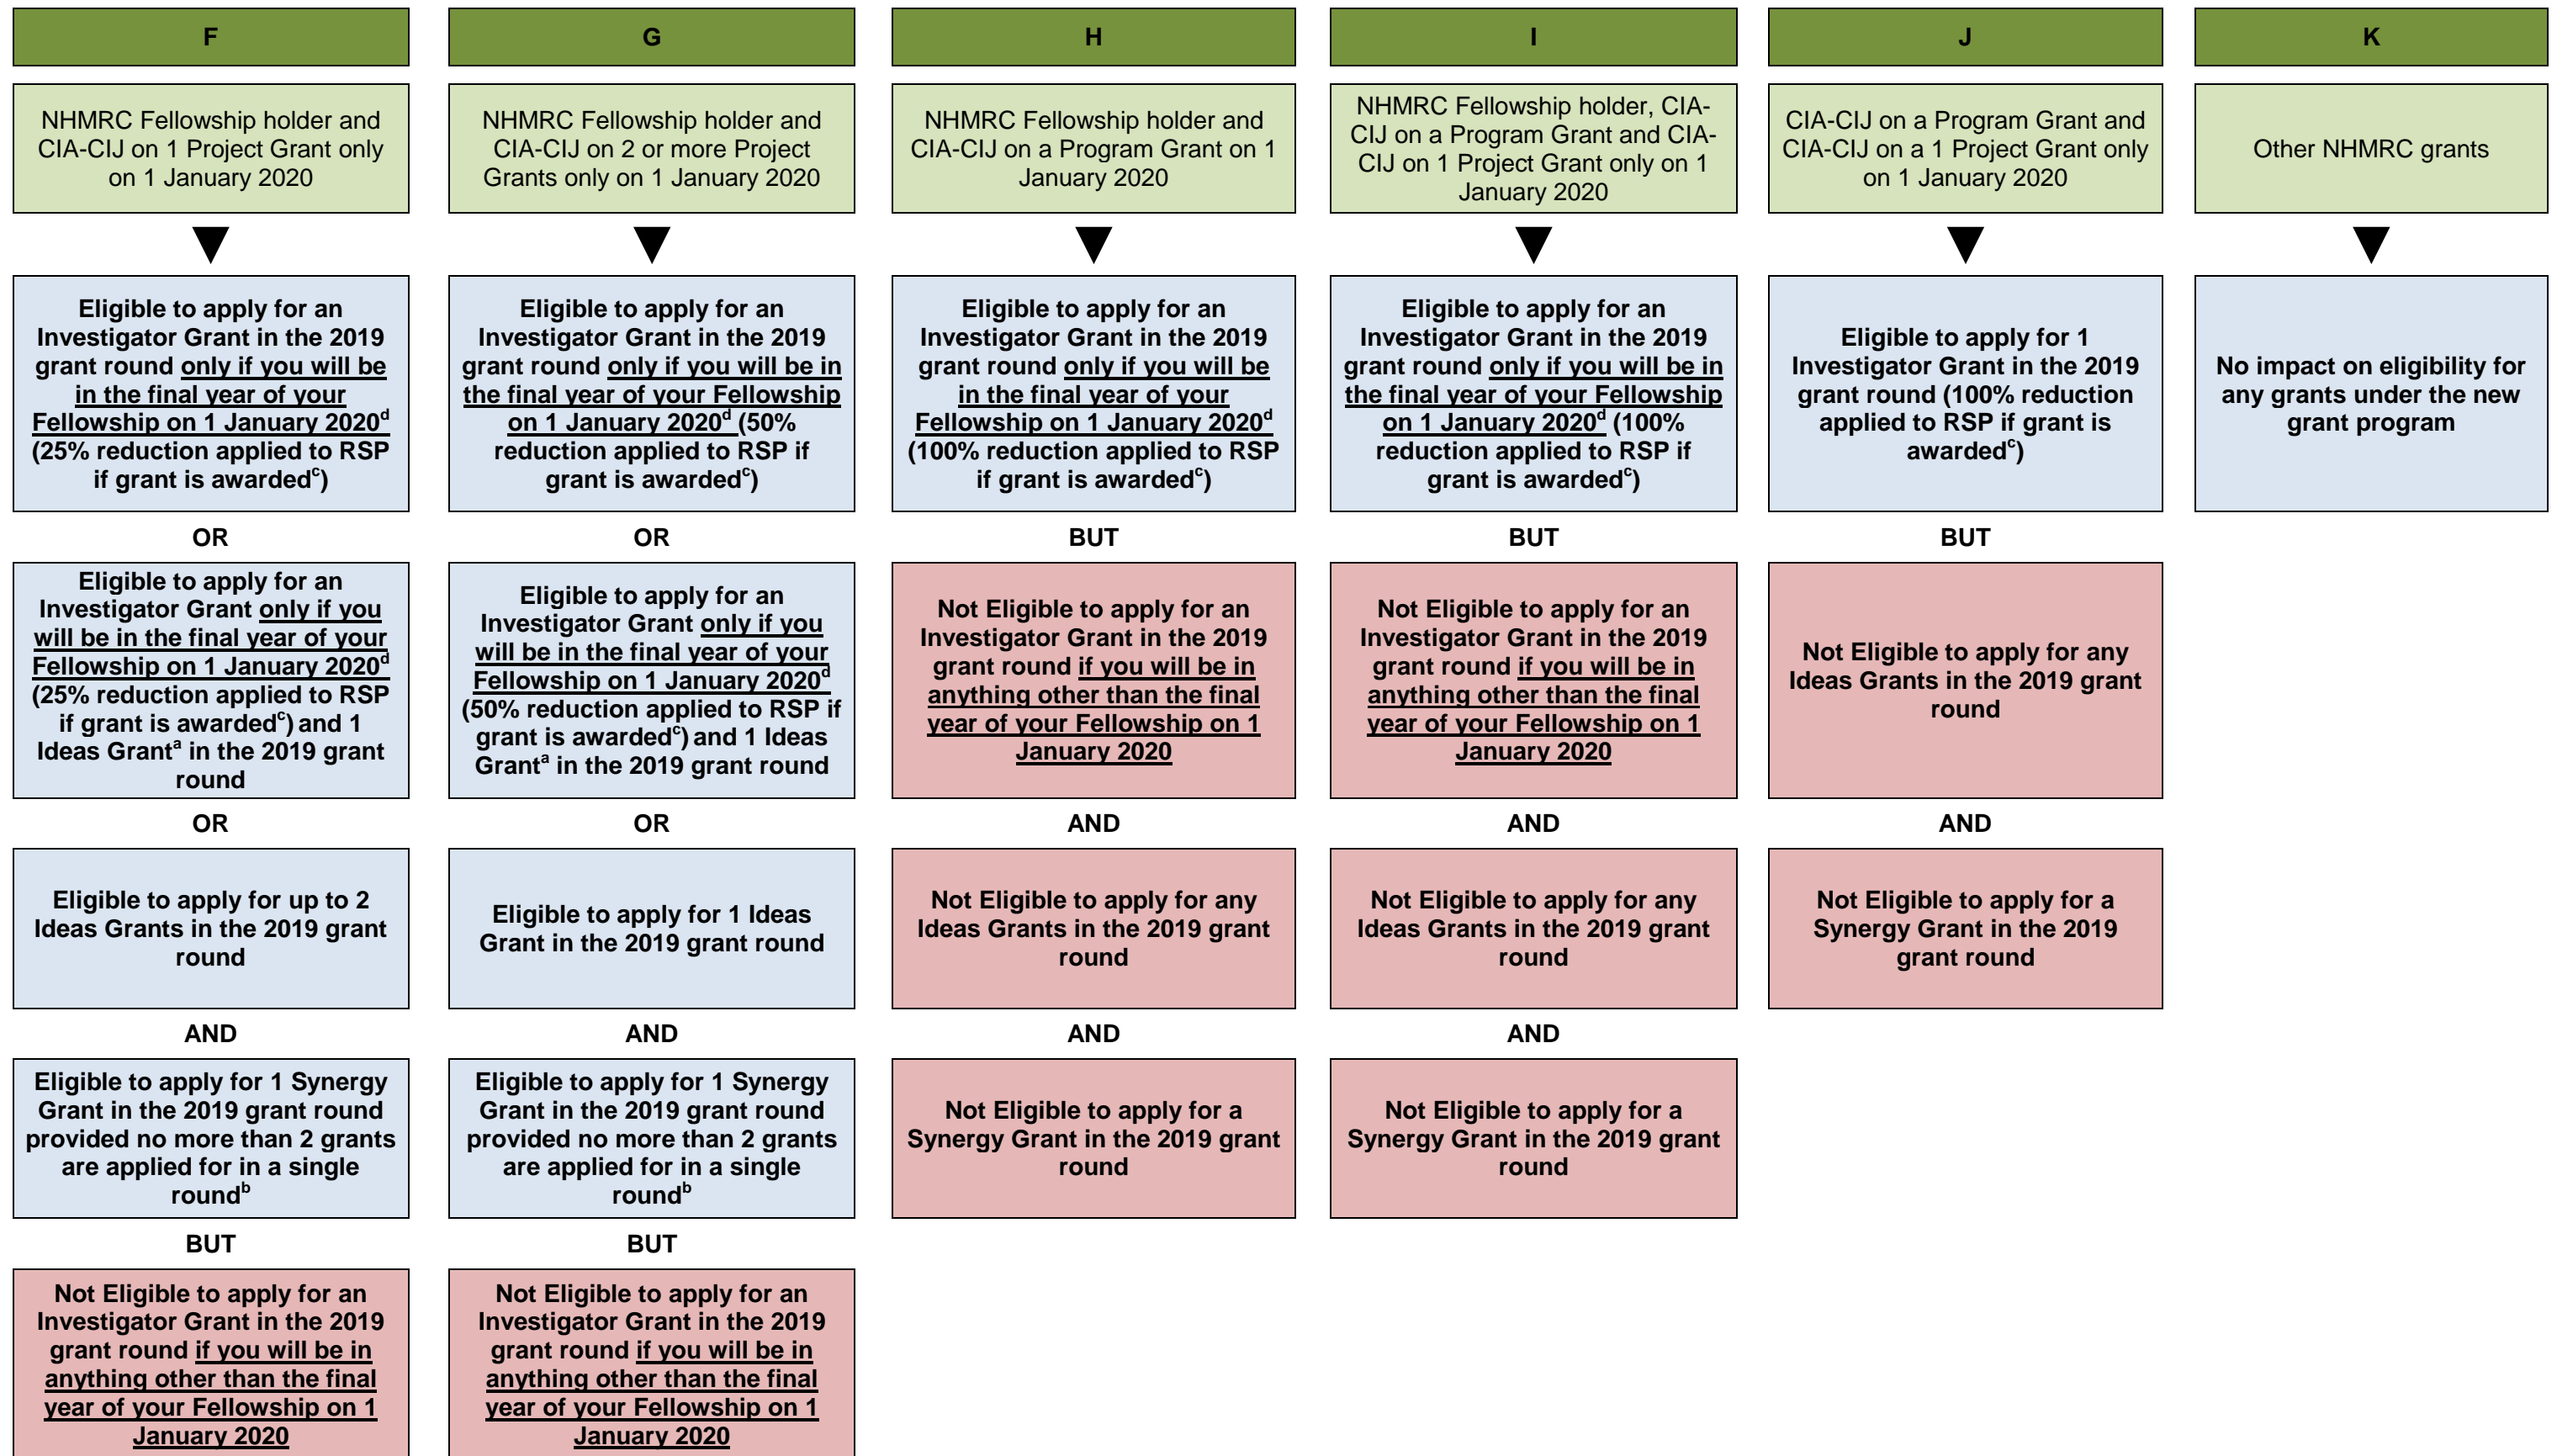 F
NHMRC Fellowship holder and
CIA-CIJ on 1 Project Grant only
on 1 January 2020
Eligible to apply for an
Investigator Grant in the 2019
grant round only if you will be
in the final year of your
Fellowship on 1 January 2020d
(25% reduction applied to RSP
if grant is awardedc)
OR
Eligible to apply for an
Investigator Grant only if you
will be in the final year of your
Fellowship on 1 January 2020d
(25% reduction applied to RSP
if grant is awardedc) and 1
Ideas Granta in the 2019 grant
round
OR
Eligible to apply for up to 2
Ideas Grants in the 2019 grant
round
AND
Eligible to apply for 1 Synergy
Grant in the 2019 grant round
provided no more than 2 grants
are applied for in a single
roundb
BUT
Not Eligible to apply for an
Investigator Grant in the 2019
grant round if you will be in
anything other than the final
year of your Fellowship on 1
January 2020
G
NHMRC Fellowship holder and
CIA-CIJ on 2 or more Project
Grants only on 1 January 2020
Eligible to apply for an
Investigator Grant in the 2019
grant round only if you will be in
the final year of your Fellowship
on 1 January 2020d (50%
reduction applied to RSP if
grant is awardedc)
OR
Eligible to apply for an
Investigator Grant only if you
will be in the final year of your
Fellowship on 1 January 2020d
(50% reduction applied to RSP if
grant is awardedc) and 1 Ideas
Granta in the 2019 grant round
OR
Eligible to apply for 1 Ideas
Grant in the 2019 grant round
AND
Eligible to apply for 1 Synergy
Grant in the 2019 grant round
provided no more than 2 grants
are applied for in a single
roundb
BUT
Not Eligible to apply for an
Investigator Grant in the 2019
grant round if you will be in
anything other than the final
year of your Fellowship on 1
January 2020
H
NHMRC Fellowship holder and
CIA-CIJ on a Program Grant on 1
January 2020
Eligible to apply for an
Investigator Grant in the 2019
grant round only if you will be
in the final year of your
Fellowship on 1 January 2020d
(100% reduction applied to RSP
if grant is awardedc)
BUT
Not Eligible to apply for an
Investigator Grant in the 2019
grant round if you will be in
anything other than the final
year of your Fellowship on 1
January 2020
AND
Not Eligible to apply for any
Ideas Grants in the 2019 grant
round
AND
Not Eligible to apply for a
Synergy Grant in the 2019 grant
round
I
NHMRC Fellowship holder, CIA-
CIJ on a Program Grant and CIA-
CIJ on 1 Project Grant only on 1
January 2020
Eligible to apply for an
Investigator Grant in the 2019
grant round only if you will be in
the final year of your Fellowship
on 1 January 2020d (100%
reduction applied to RSP if
grant is awardedc)
BUT
Not Eligible to apply for an
Investigator Grant in the 2019
grant round if you will be in
anything other than the final
year of your Fellowship on 1
January 2020
AND
Not Eligible to apply for any
Ideas Grants in the 2019 grant
round
AND
Not Eligible to apply for a
Synergy Grant in the 2019 grant
round
J
CIA-CIJ on a Program Grant and
CIA-CIJ on a 1 Project Grant only
on 1 January 2020
Eligible to apply for 1
Investigator Grant in the 2019
grant round (100% reduction
applied to RSP if grant is
awardedc)
BUT
Not Eligible to apply for any
Ideas Grants in the 2019 grant
round
AND
Not Eligible to apply for a
Synergy Grant in the 2019
grant round
K
Other NHMRC grants
No impact on eligibility for
any grants under the new
grant program